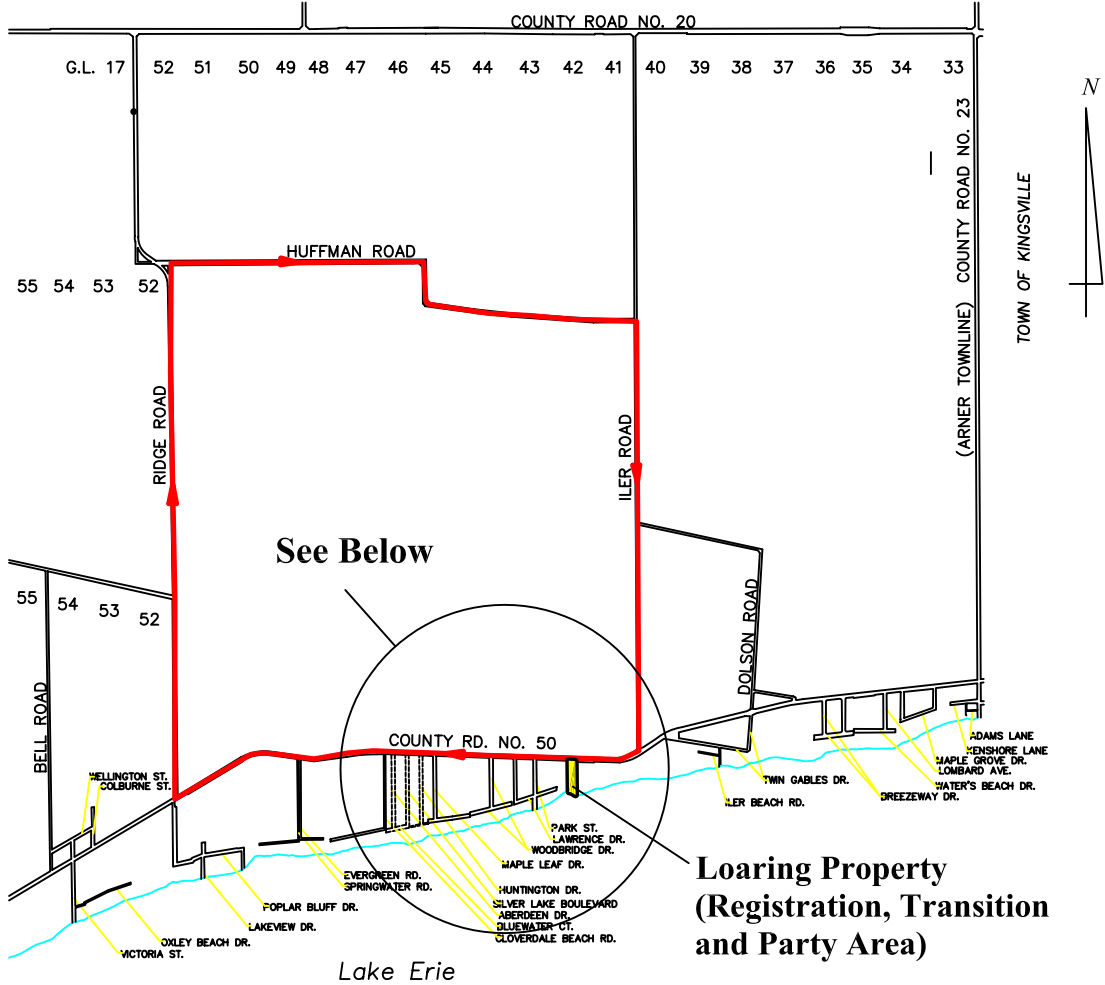 COUNTY ROAD NO. 20
G.L. 17 52 51 50 49 48 47 46 45 44 43 42 41 40 39 38 37 36 35 34 33
N
(ARNER TOWNLINE) COUNTY ROAD NO. 23
TOWN OF KINGSVILLE
HUFFMAN ROAD
55 54 53 52
RIDGE ROAD
ILER ROAD
See Below
55 54 53 52
BELL ROAD
DOLSON ROAD
COUNTY RD. NO. 50
WELLINGTON ST.
COLBURNE ST.
ADAMS LANE
KENSHORE LANE
MAPLE GROVE DR.
LOMBARD AVE.
WATER'S BEACH DR.
BREEZEWAY DR.
TWIN GABLES DR.
ILER BEACH RD.
PARK ST.
LAWRENCE DR.
WOODBRIDGE DR.
MAPLE LEAF DR.
EVERGREEN RD.
SPRINGWATER RD.
HUNTINGTON DR.
SILVER LAKE BOULEVARD
ABERDEEN DR.
BLUEWATER CT.
CLOVERDALE BEACH RD.
POPLAR BLUFF DR.
LAKEVIEW DR.
OXLEY BEACH DR.
VICTORIA ST.
Loaring Property
(Registration, Transition
and Party Area)
Lake Erie